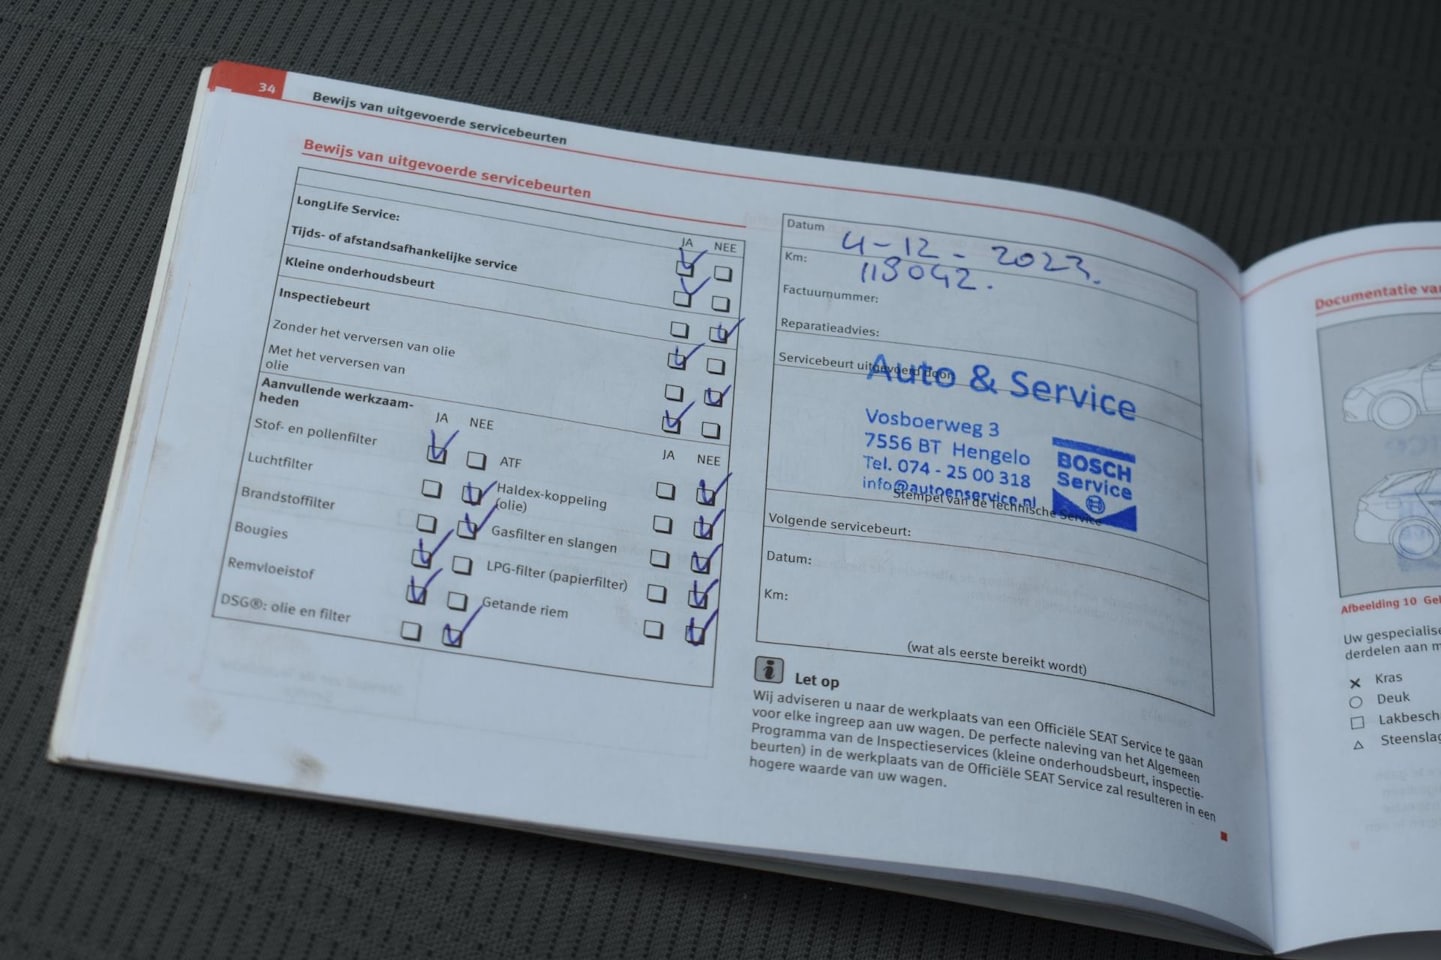 34
Bewijs van uitgevoerde servicebeurten
Bewijs van uitgevoerde servicebeurten
LongLife Service:
JA NEE
Tijds- of afstandsafhankelijke service
Kleine onderhoudsbeurt
Inspectiebeurt
Zonder het verversen van olie
Met het verversen van
olie
Aanvullende werkzaam-
heden
JA NEE
JA NEE
Stof- en pollenfilter
ATF
Luchtfilter
Haldex-koppeling
(olie)
Brandstoffilter
Gasfilter en slangen
Bougies
LPG-filter (papierfilter)
Remvloeistof
Getande riem
DSG®: olie en filter
Datum
4-12-2023.
Km:
113042.
Factuurnummer:
Reparatieadvies:
Servicebeurt uitgevoerd door:
Auto & Service
Vosboerweg 3
7556 BT Hengelo
Tel. 074 - 25 00 318
info@autoenservice.nl
BOSCH
Service
Stempel van de Technische Service
Volgende servicebeurt:
Datum:
Km:
(wat als eerste bereikt wordt)
i
Let op
Wij adviseren u naar de werkplaats van een Officiële SEAT Service te gaan
voor elke ingreep aan uw wagen. De perfecte naleving van het Algemeen
Programma van de Inspectieservices (kleine onderhoudsbeurt, inspectie-
beurten) in de werkplaats van de Officiële SEAT Service zal resulteren in een
hogere waarde van uw wagen.
Documentatie
Afbeelding 10
Uw
derdelen aan
Kras
Deuk